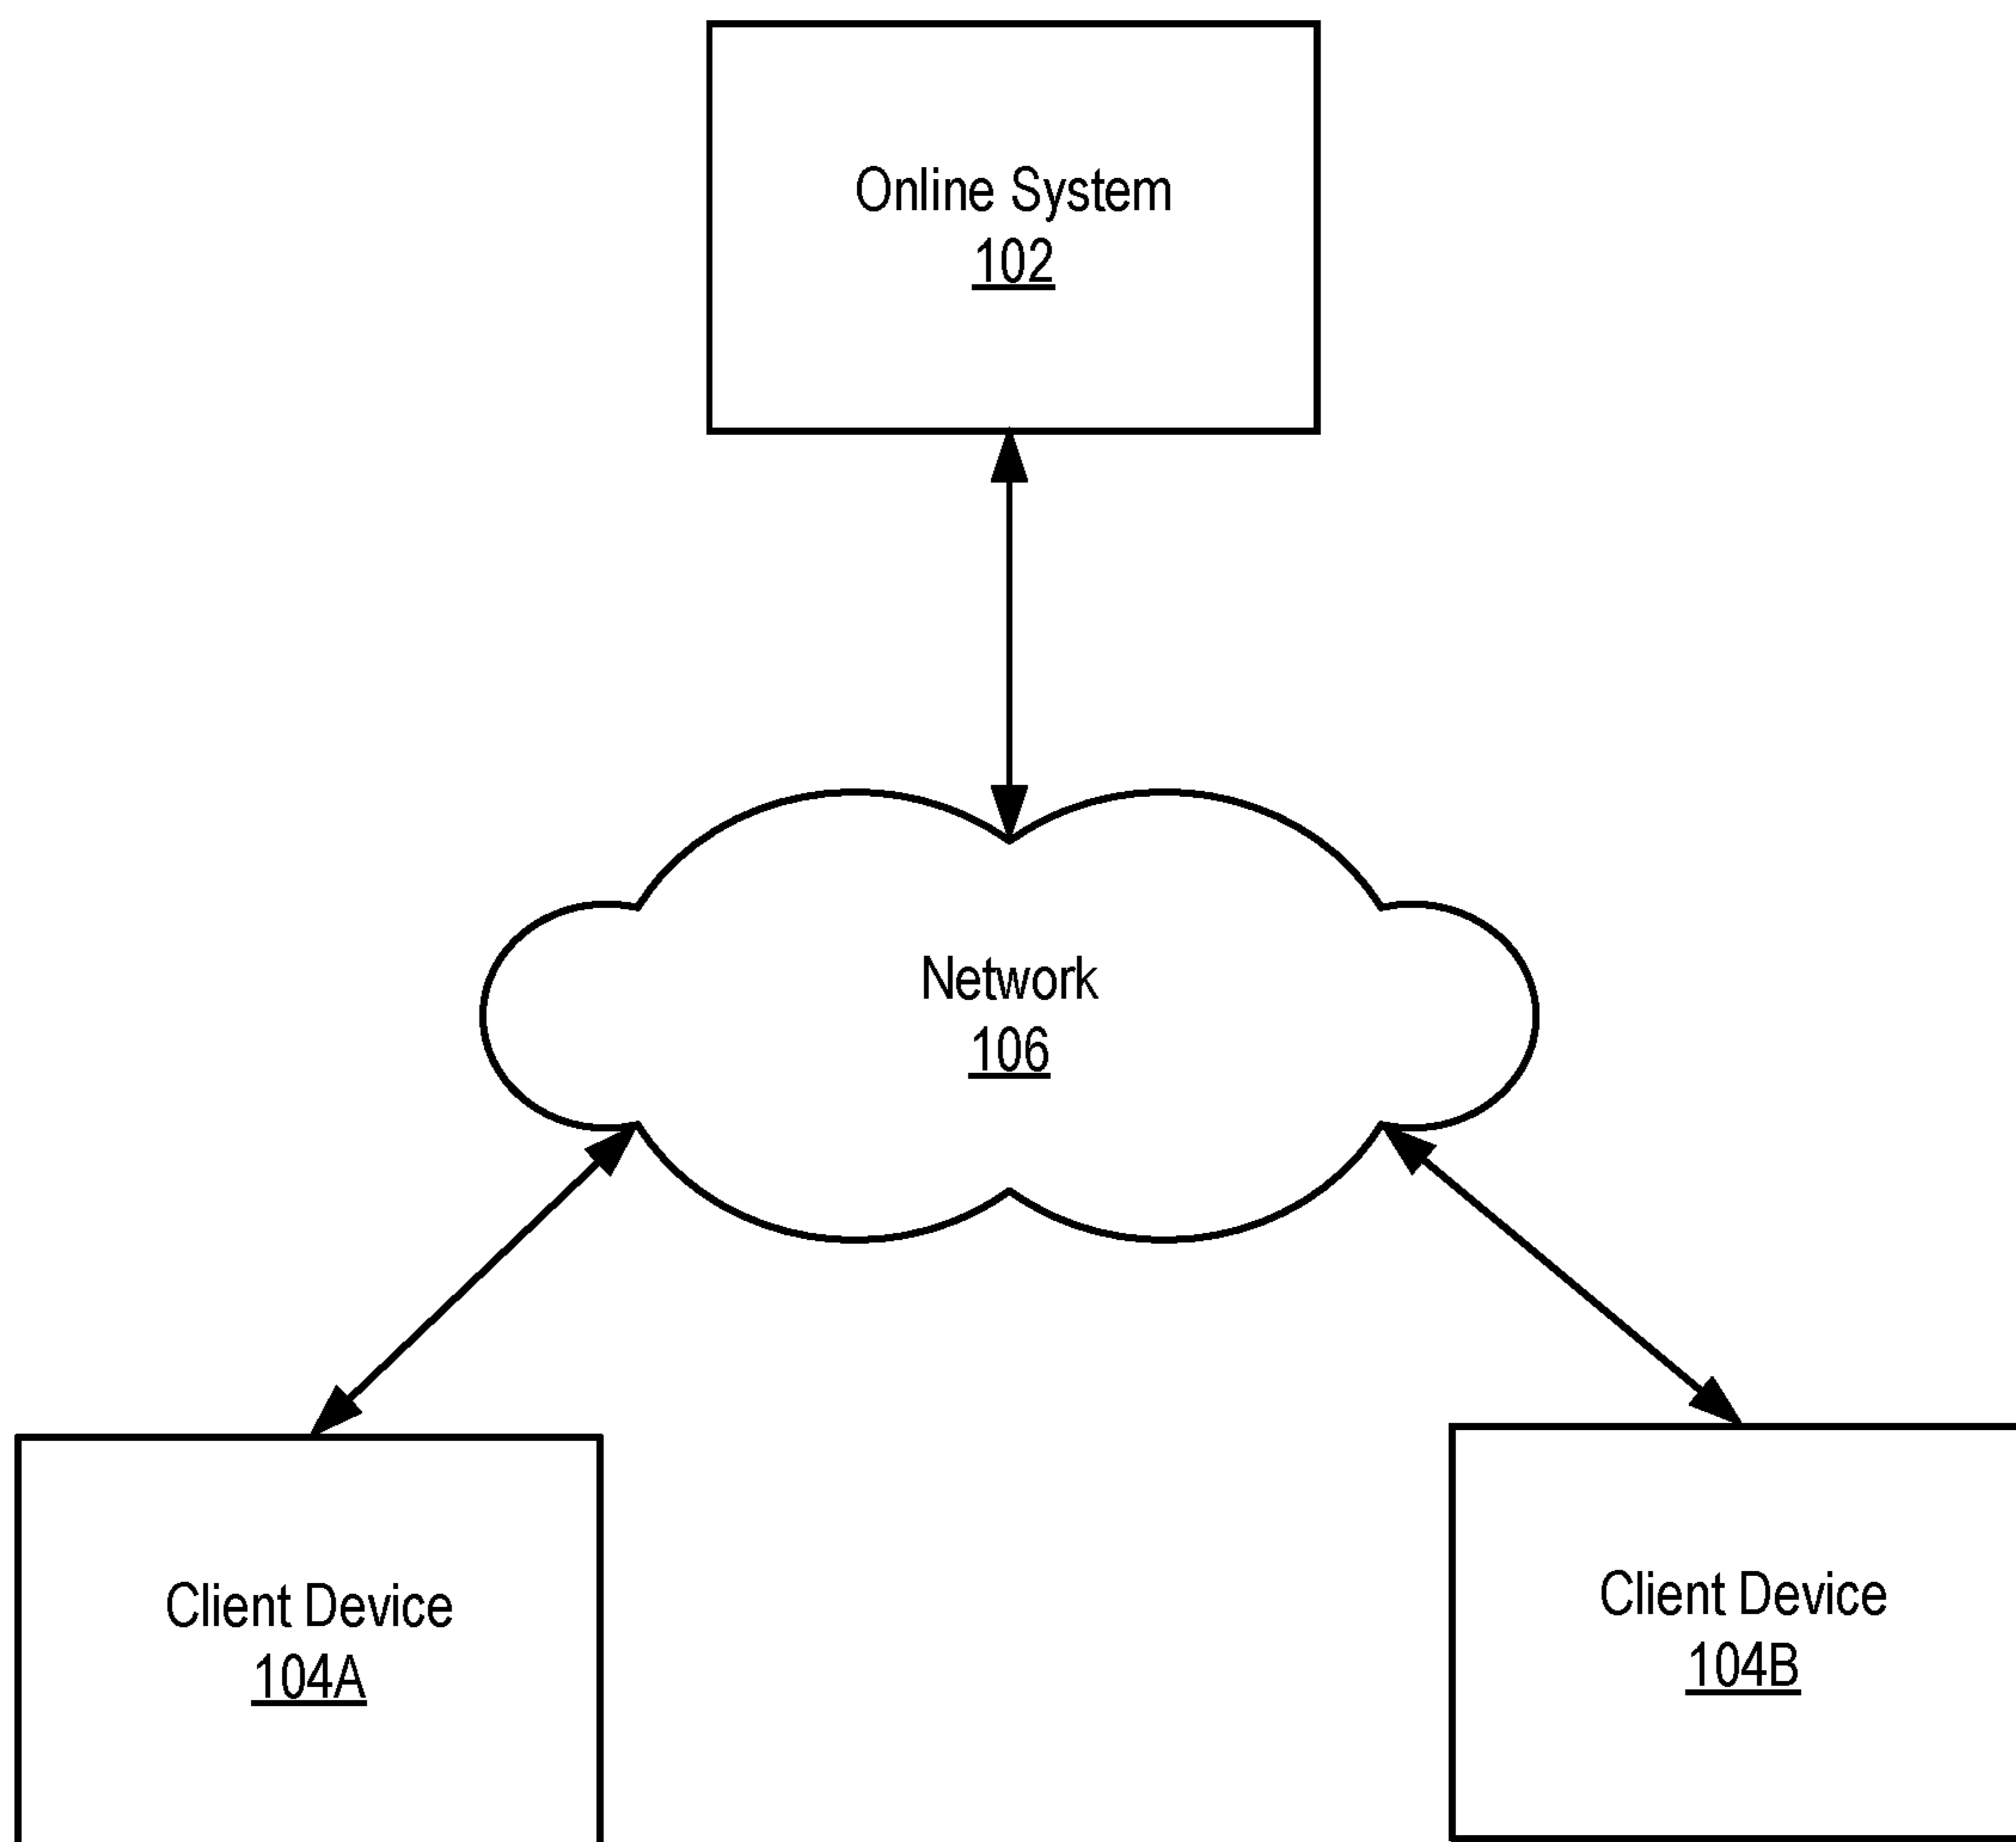 Online System
102
Network
106
Client Device
104A
Client Device
104B